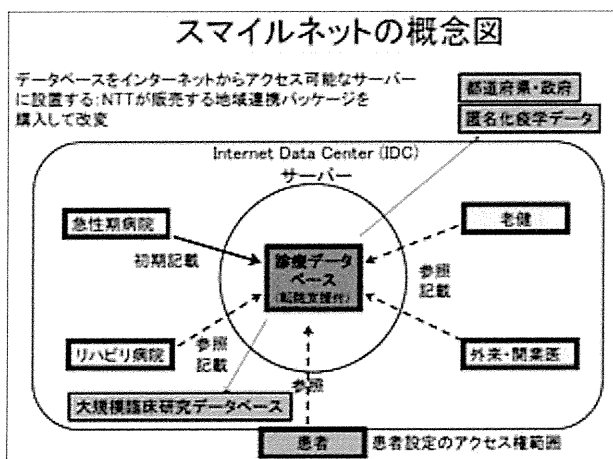 スマイルネットの概念図
データベースをインターネットからアクセス可能なサーバー
に設置する:NTTが販売する地域連携パッケージを
購入して改変
都道府県・政府
匿名化疫学データ
Internet Data Center (IDC)
サーバー
急性期病院
老健
初期記載
診療データ
ベース
(転院支援付)
参照
記載
リハビリ病院
参照
記載
外来・開業医
参照
大規模臨床研究データベース
患者
患者設定のアクセス権範囲